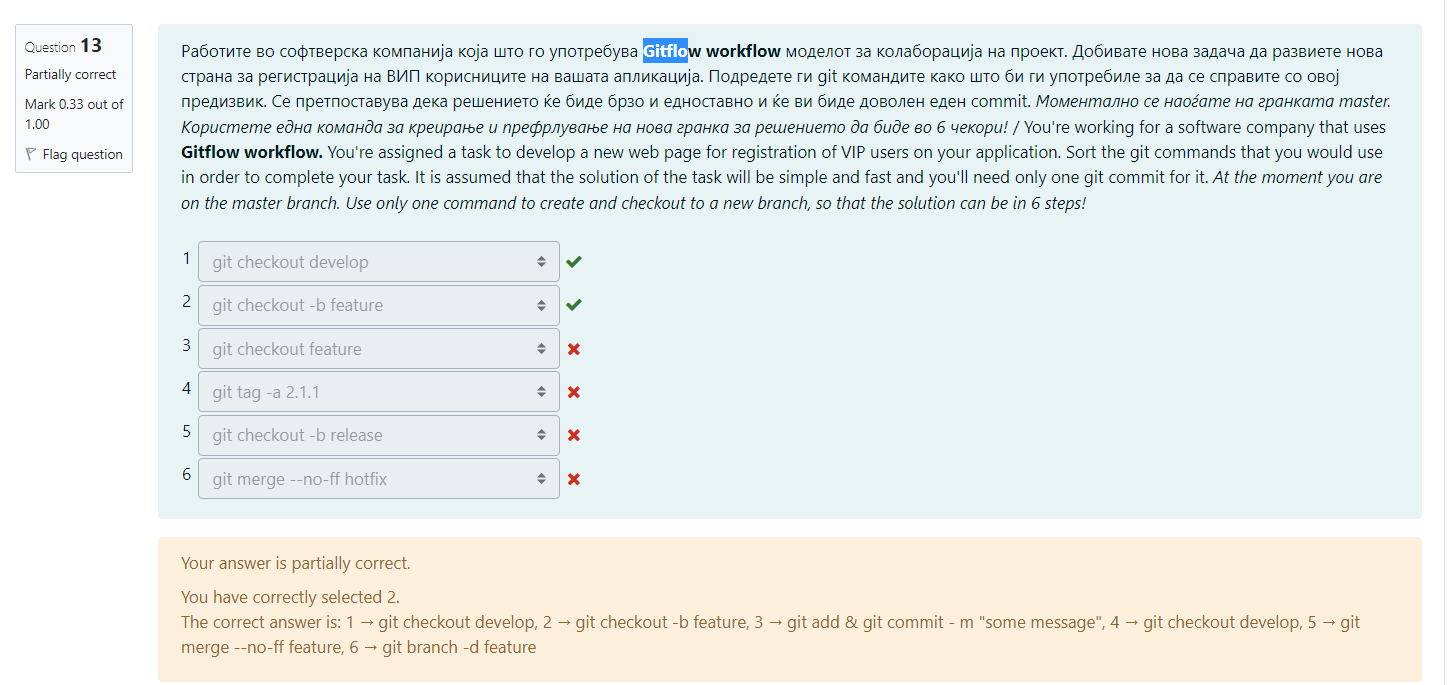 Question 13
Partially correct
Mark 0.33 out of
1.00
Flag question
Работите во софтверска компанија која што го употребува Gitflow workflow моделот за колаборација на проект. Добивате нова задача да развиете нова
страна за регистрација на ВИП корисниците на вашата апликација. Подредете ги git командите како што би ги употребиле за да се справите со овој
предизвик. Се претпоставува дека решението ќе биде брзо и едноставно и ќе ви биде доволен еден commit. Моментално се наоѓате на гранката master.
Користете една команда за креирање и префрлување на нова гранка за решението да биде во 6 чекори! / You're working for a software company that uses
Gitflow workflow. You're assigned a task to develop a new web page for registration of VIP users on your application. Sort the git commands that you would use
in order to complete your task. It is assumed that the solution of the task will be simple and fast and you'll need only one git commit for it. At the moment you are
on the master branch. Use only one command to create and checkout to a new branch, so that the solution can be in 6 steps!
1 git checkout develop
2 git checkout -b feature
3 git checkout feature
4 git tag -a 2.1.1
5 git checkout -b release
6 git merge --no-ff hotfix
Your answer is partially correct.
You have correctly selected 2.
The correct answer is: 1 → git checkout develop, 2 → git checkout -b feature, 3 → git add & git commit - m "some message", 4 → git checkout develop, 5 → git
merge --no-ff feature, 6 → git branch -d feature